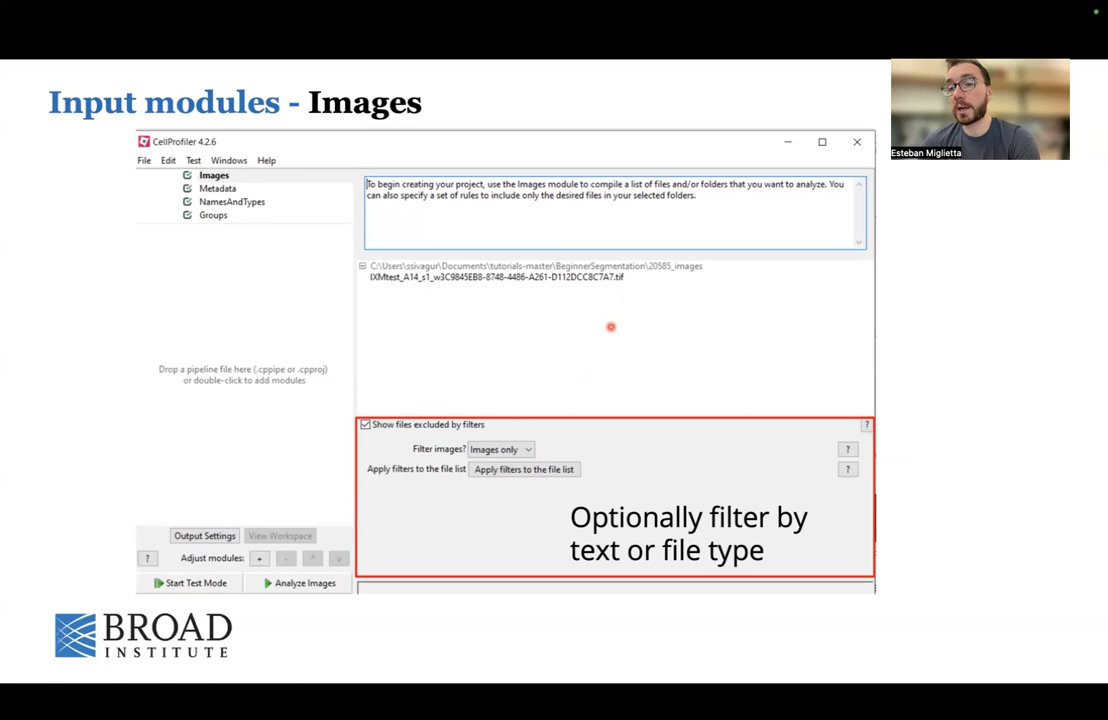 Input modules - Images
Esteban Miglietta
CellProfiler 4.2.6
File Edit Test Windows Help
Images
Metadata
NamesAndTypes
Groups
To begin creating your project, use the Images module to compile a list of files and/or folders that you want to analyze. You
can also specify a set of rules to include only the desired files in your selected folders.
C:\Users\ssivagur\Documents\tutorials-master\BeginnerSegmentation\20585_images
IXMtest_A14_s1_w3C9845EB8-8748-4486-A261-D112DCC8C7A7.tif
Drop a pipeline file here (.cppipe or .cpproj)
or double-click to add modules
Show files excluded by filters ?
Filter images? Images only ?
Apply filters to the file list Apply filters to the file list ?
Optionally filter by
text or file type
Output Settings View Workspace
? Adjust modules: + - ^ v
Start Test Mode Analyze Images
BROAD
INSTITUTE